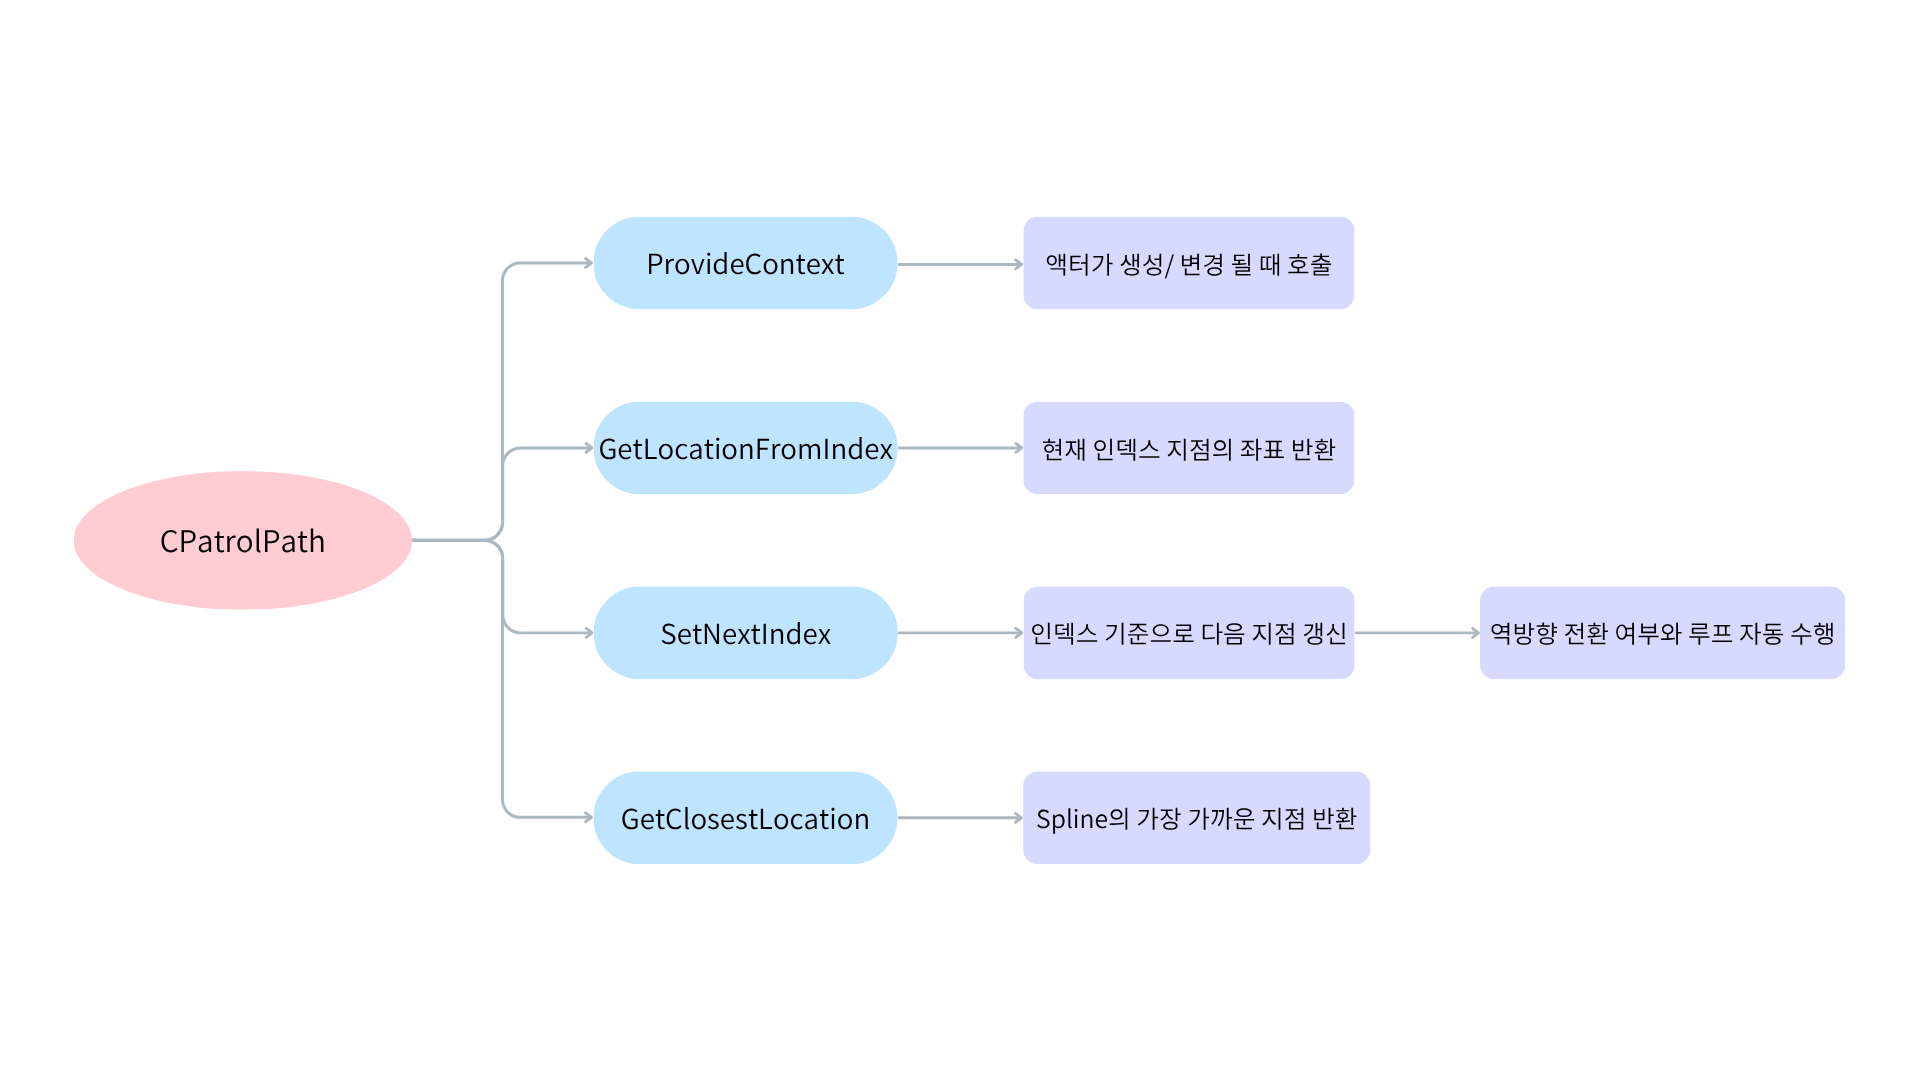 ProvideContext
액터가 생성/ 변경 될 때 호출
GetLocationFromIndex
현재 인덱스 지점의 좌표 반환
CPatrolPath
SetNextIndex
인덱스 기준으로 다음 지점 갱신
역방향 전환 여부와 루프 자동 수행
GetClosestLocation
Spline의 가장 가까운 지점 반환